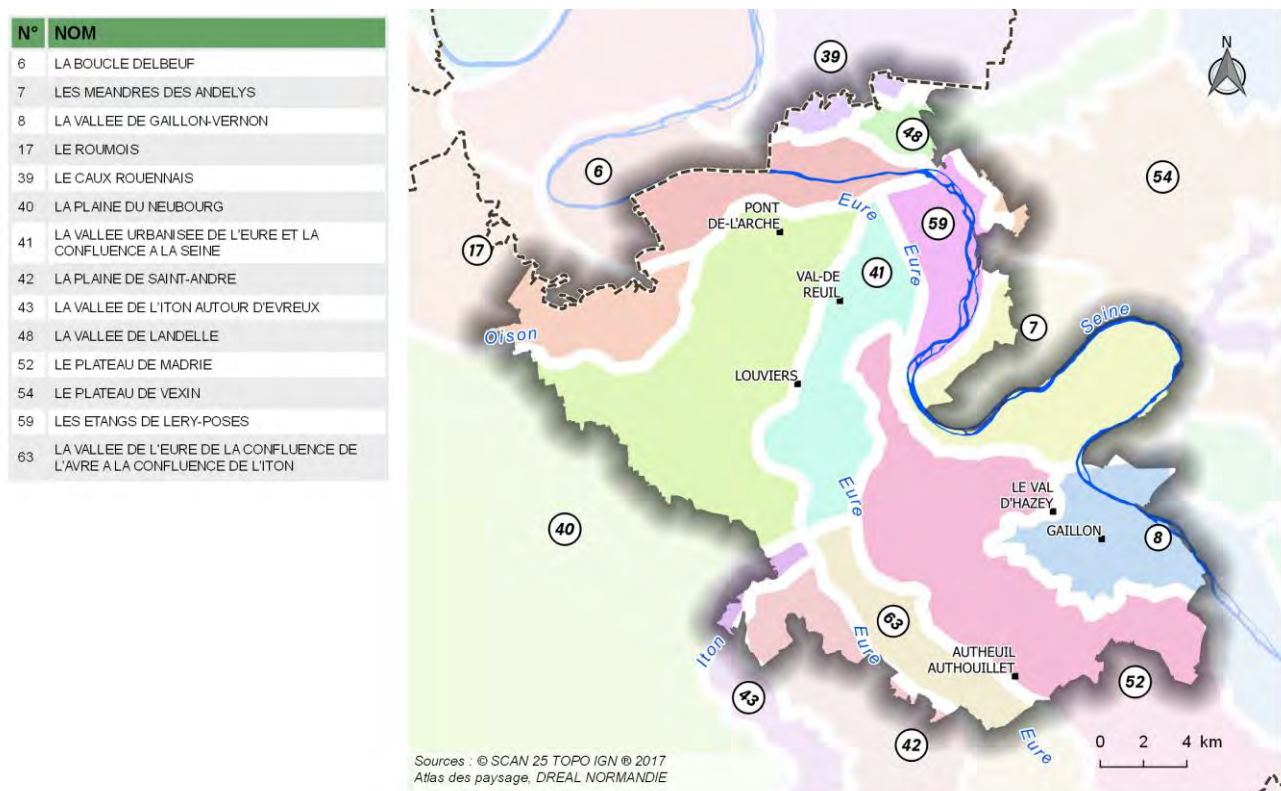 N° NOM
6 LA BOUCLE DELBEUF
7 LES MEANDRES DES ANDELYS
8 LA VALLEE DE GAILLON-VERNON
17 LE ROUMOIS
39 LE CAUX ROUENNAIS
40 LA PLAINE DU NEUBOURG
41 LA VALLEE URBANISEE DE L'EURE ET LA
CONFLUENCE A LA SEINE
42 LA PLAINE DE SAINT-ANDRE
43 LA VALLEE DE L'ITON AUTOUR D'EVREUX
48 LA VALLEE DE LANDELLE
52 LE PLATEAU DE MADRIE
54 LE PLATEAU DE VEXIN
59 LES ETANGS DE LERY-POSES
63 LA VALLEE DE L'EURE DE LA CONFLUENCE DE
L'AVRE A LA CONFLUENCE DE L'ITON
N
39
48
6
54
PONT
DE-L'ARCHE
Eure
59
17
Eure
41
VAL-DE
REUIL
7
Seine
Oison
LOUVIERS
Eure
LE VAL
D'HAZEY
GAILLON
8
40
63
Eure
Iton
AUTHEUIL
AUTHOUILLET
43
52
42
Eure
0 2 4 km
Sources : © SCAN 25 TOPO IGN ® 2017
Atlas des paysage, DREAL NORMANDIE